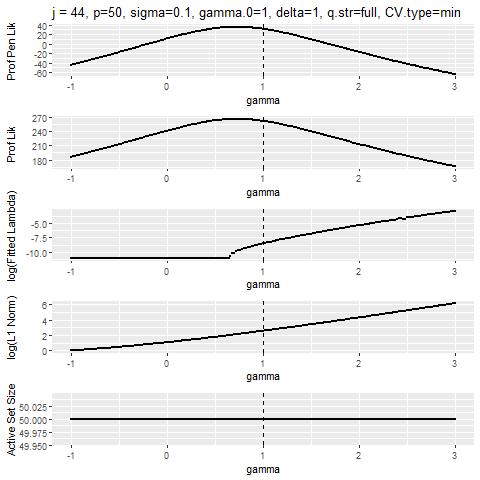 j = 44, p=50, sigma=0.1, gamma.0=1, delta=1, q.str=full, CV.type=min
Prof Pen Lik
40
20
0
-20
-40
-60
-1 0 1 2 3
gamma
Prof Lik
270
240
210
180
-1 0 1 2 3
gamma
log(Fitted Lambda)
-5.0
-7.5
-10.0
-1 0 1 2 3
gamma
log(L1 Norm)
6
4
2
0
-1 0 1 2 3
gamma
Active Set Size
50.025
50.000
49.975
49.950
-1 0 1 2 3
gamma